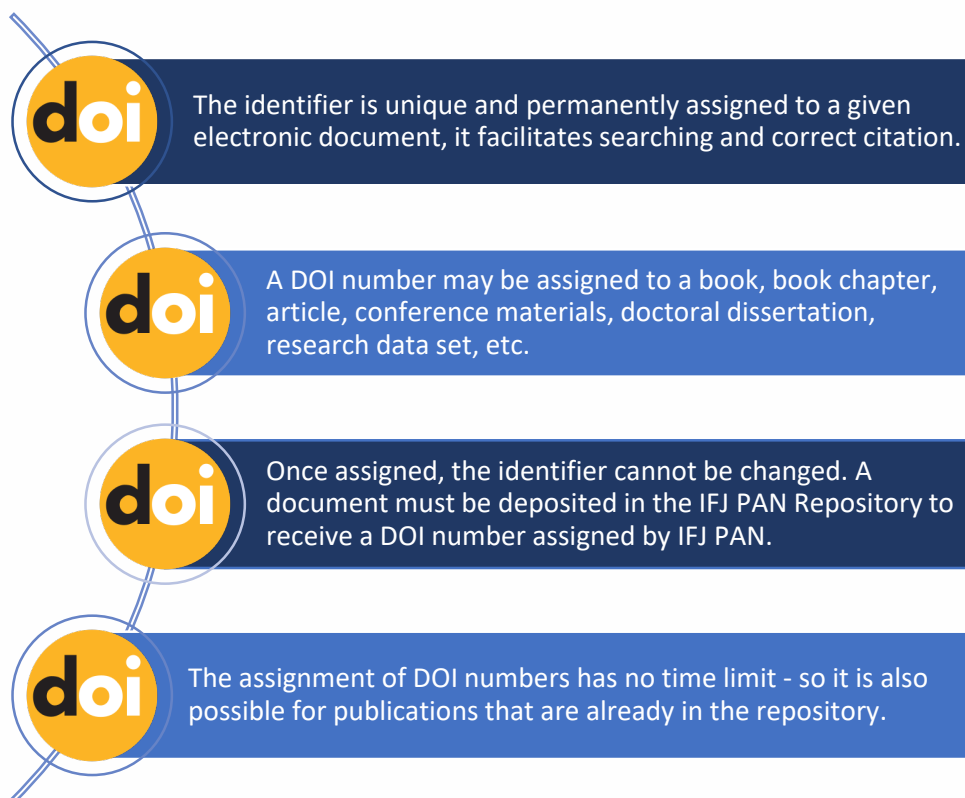 doi
The identifier is unique and permanently assigned to a given
electronic document, it facilitates searching and correct citation.
doi
A DOI number may be assigned to a book, book chapter,
article, conference materials, doctoral dissertation,
research data set, etc.
doi
Once assigned, the identifier cannot be changed. A
document must be deposited in the IFJ PAN Repository to
receive a DOI number assigned by IFJ PAN.
doi
The assignment of DOI numbers has no time limit - so it is also
possible for publications that are already in the repository.